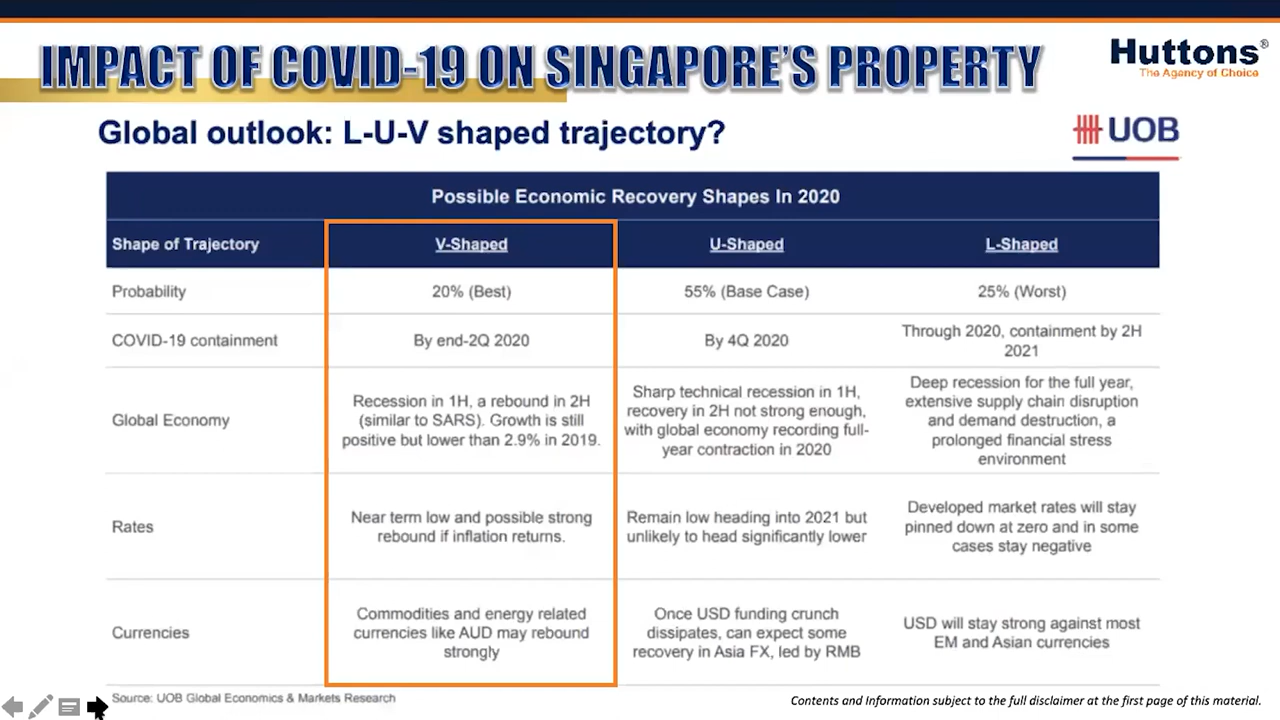 IMPACT OF COVID-19 ON SINGAPORE'S PROPERTY
Huttons®
The Agency of Choice
Global outlook: L-U-V shaped trajectory?
UOB
Possible Economic Recovery Shapes In 2020
Shape of Trajectory
V-Shaped
U-Shaped
L-Shaped
Probability
20% (Best)
55% (Base Case)
25% (Worst)
COVID-19 containment
By end-2Q 2020
By 4Q 2020
Through 2020, containment by 2H
2021
Global Economy
Recession in 1H, a rebound in 2H
(similar to SARS). Growth is still
positive but lower than 2.9% in 2019.
Sharp technical recession in 1H,
recovery in 2H not strong enough,
with global economy recording full-
year contraction in 2020
Deep recession for the full year,
extensive supply chain disruption
and demand destruction, a
prolonged financial stress
environment
Rates
Near term low and possible strong
rebound if inflation returns.
Remain low heading into 2021 but
unlikely to head significantly lower
Developed market rates will stay
pinned down at zero and in some
cases stay negative
Currencies
Commodities and energy related
currencies like AUD may rebound
strongly
Once USD funding crunch
dissipates, can expect some
recovery in Asia FX, led by RMB
USD will stay strong against most
EM and Asian currencies
Source: UOB Global Economics & Markets Research
Contents and Information subject to the full disclaimer at the first page of this material.